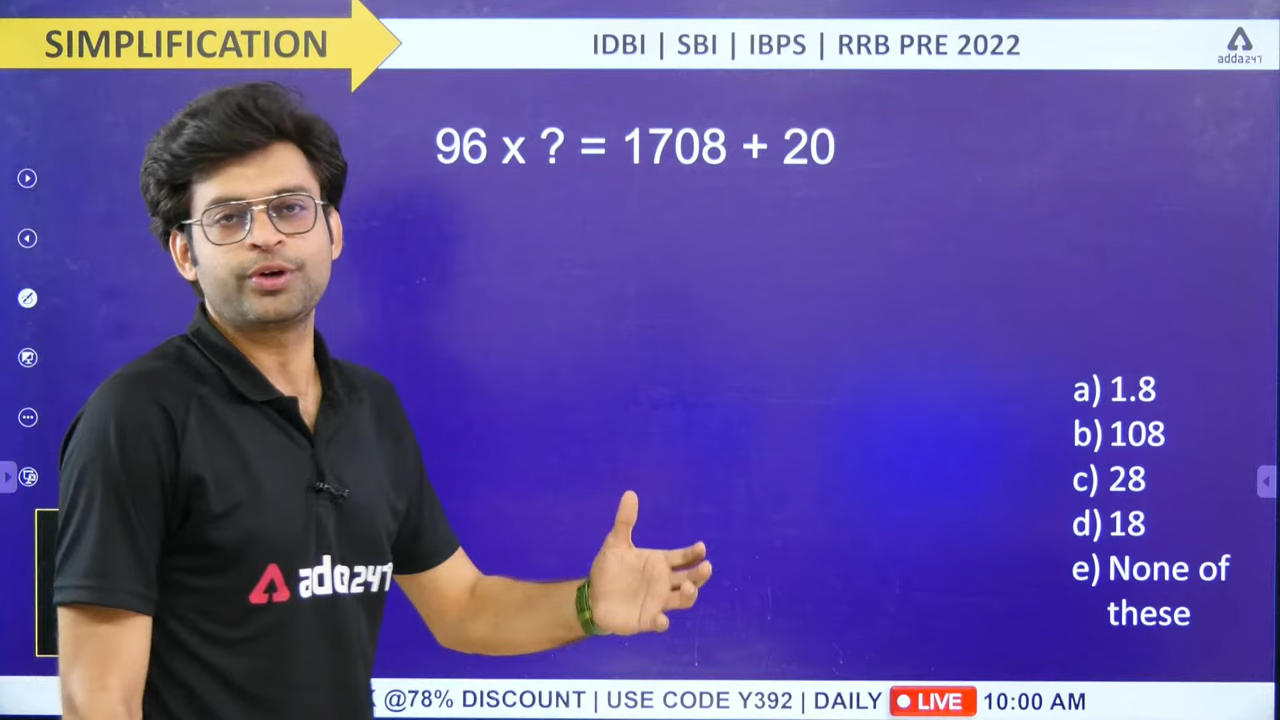 SIMPLIFICATION
IDBI | SBI | IBPS | RRB PRE 2022
adda247
96 x ? = 1708 + 20
a) 1.8
b) 108
c) 28
d) 18
e) None of
these
adda247
@78% DISCOUNT | USE CODE Y392 | DAILY LIVE 10:00 AM